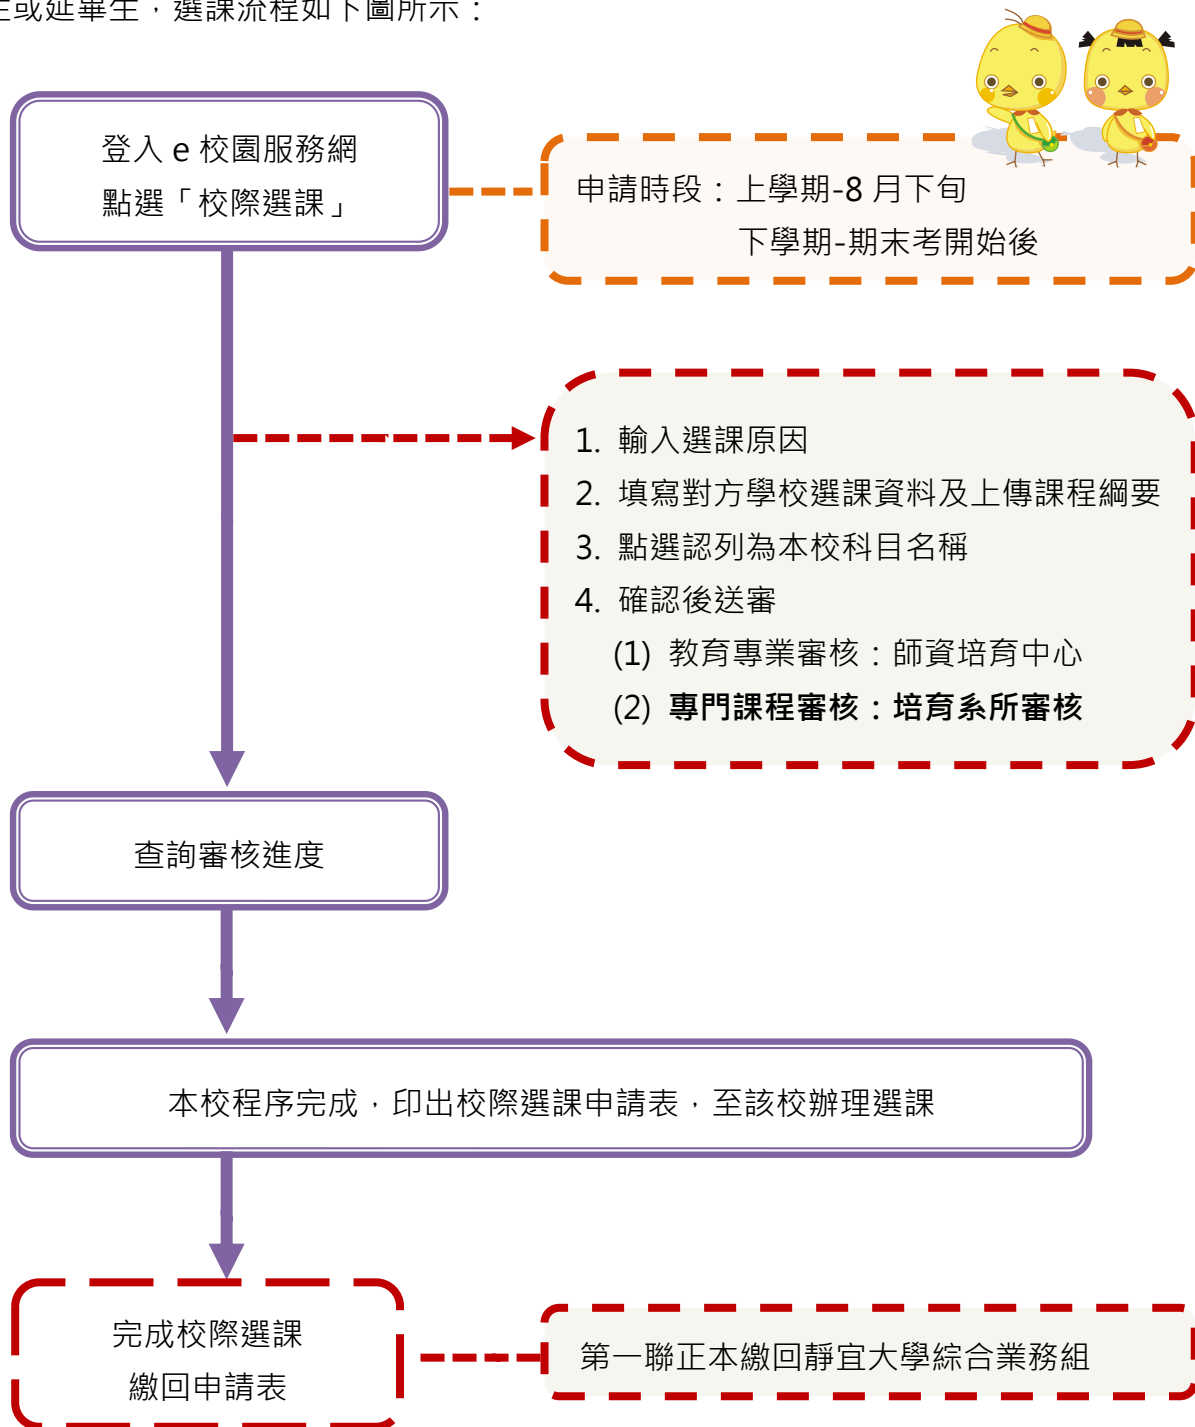 生或延畢生，選課流程如下圖所示：
登入 e 校園服務網
點選「校際選課」
申請時段：上學期-8 月下旬
下學期-期末考開始後
1. 輸入選課原因
2. 填寫對方學校選課資料及上傳課程綱要
3. 點選認列為本校科目名稱
4. 確認後送審
(1) 教育專業審核：師資培育中心
(2) 專門課程審核：培育系所審核
查詢審核進度
本校程序完成，印出校際選課申請表，至該校辦理選課
完成校際選課
繳回申請表
第一聯正本繳回靜宜大學綜合業務組